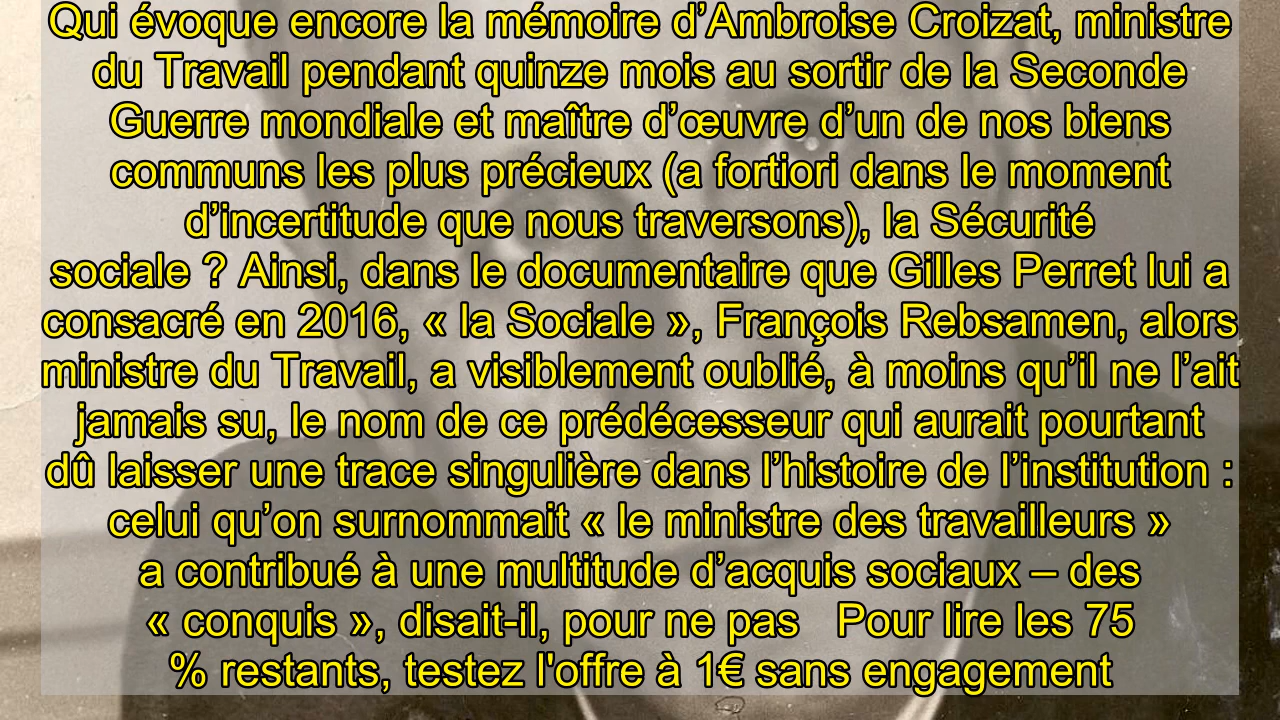 Qui évoque encore la mémoire d’Ambroise Croizat, ministre
du Travail pendant quinze mois au sortir de la Seconde
Guerre mondiale et maître d’œuvre d’un de nos biens
communs les plus précieux (a fortiori dans le moment
d’incertitude que nous traversons), la Sécurité
sociale ? Ainsi, dans le documentaire que Gilles Perret lui a
consacré en 2016, « la Sociale », François Rebsamen, alors
ministre du Travail, a visiblement oublié, à moins qu’il ne l’ait
jamais su, le nom de ce prédécesseur qui aurait pourtant
dû laisser une trace singulière dans l’histoire de l’institution :
celui qu’on surnommait « le ministre des travailleurs »
a contribué à une multitude d’acquis sociaux – des
« conquis », disait-il, pour ne pas   Pour lire les 75
% restants, testez l'offre à 1€ sans engagement